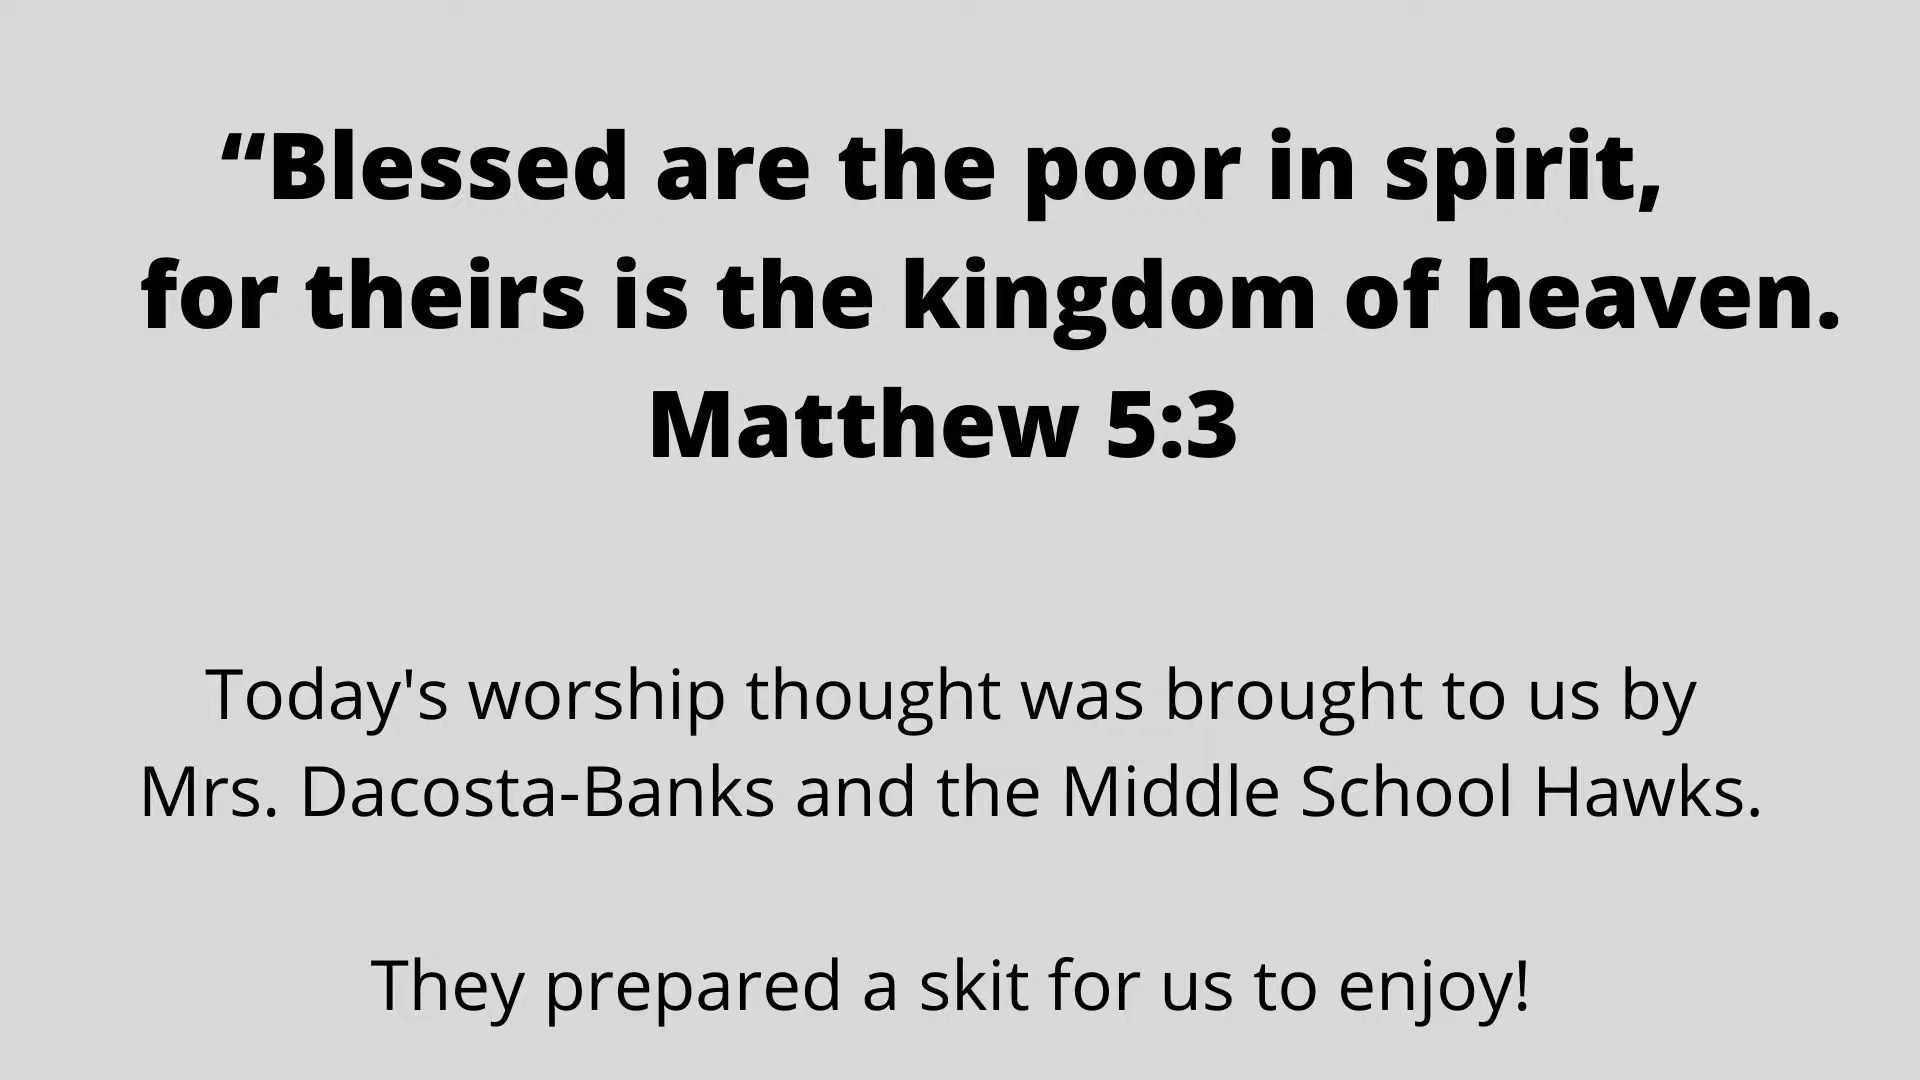 “Blessed are the poor in spirit,
for theirs is the kingdom of heaven.
Matthew 5:3
Today's worship thought was brought to us by
Mrs. Dacosta-Banks and the Middle School Hawks.
They prepared a skit for us to enjoy!